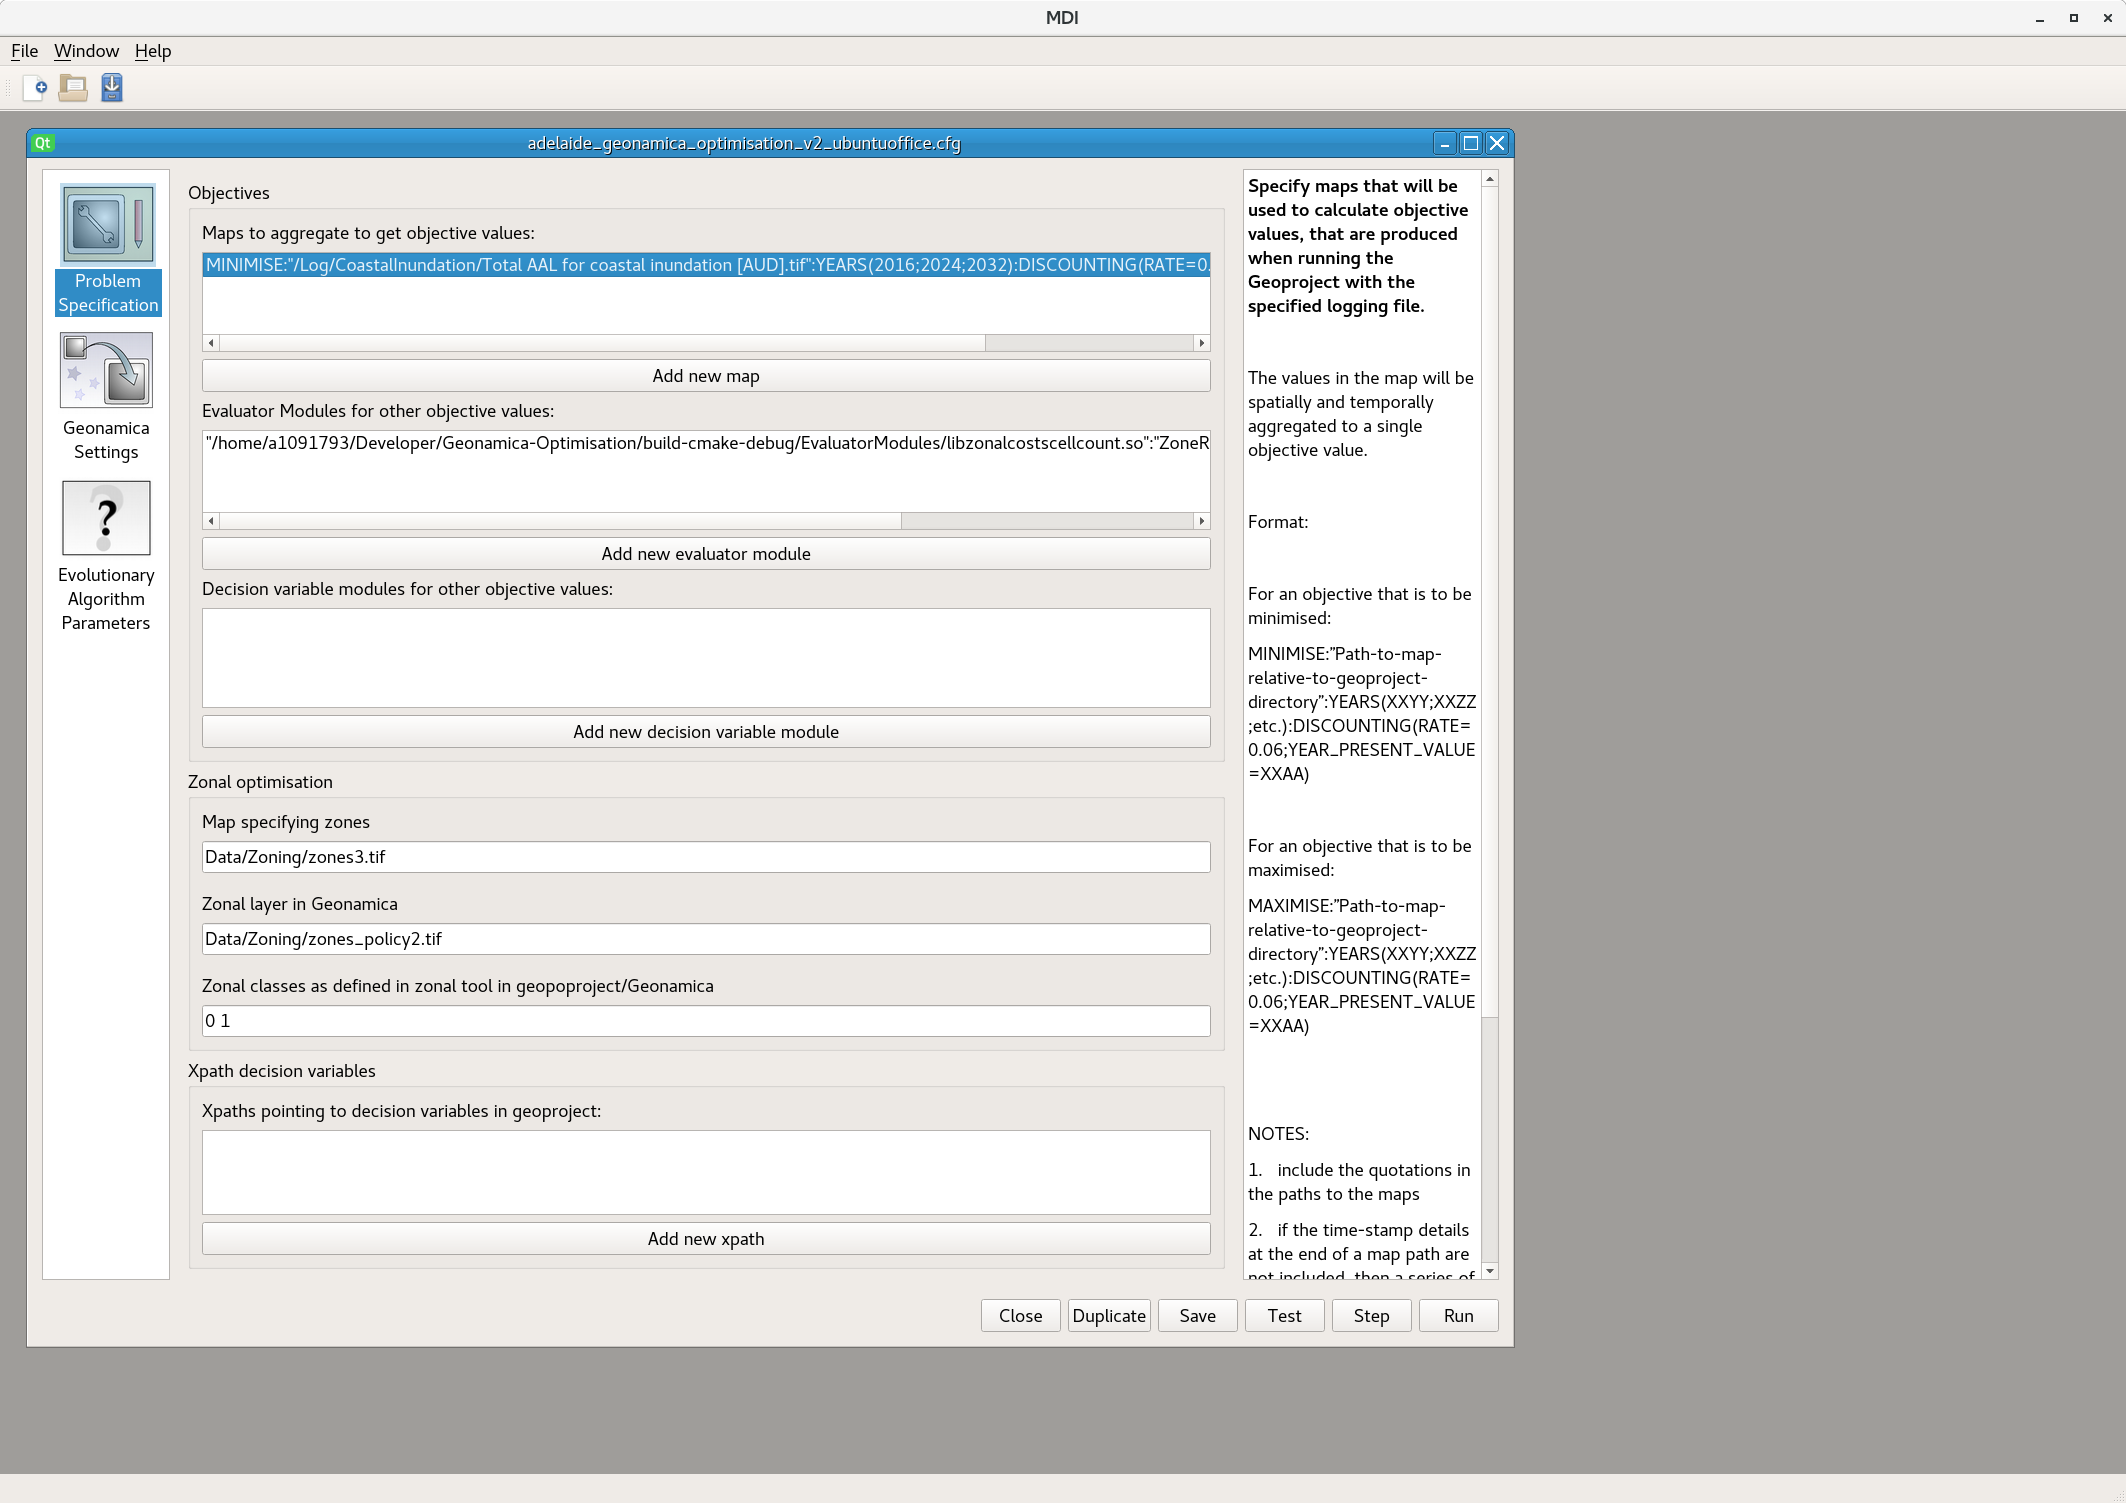 MDI
File Window Help
Qt
adelaide_geonamica_optimisation_v2_ubuntuoffice.cfg
Problem
Specification
Geonamica
Settings
?
Evolutionary
Algorithm
Parameters
Objectives
Maps to aggregate to get objective values:
MINIMISE:"/Log/CoastalInundation/Total AAL for coastal inundation [AUD].tif":YEARS(2016;2024;2032):DISCOUNTING(RATE=0.
Add new map
Evaluator Modules for other objective values:
"/home/a1091793/Developer/Geonamica-Optimisation/build-cmake-debug/EvaluatorModules/libzonalcostscellcount.so":"ZoneR
Add new evaluator module
Decision variable modules for other objective values:
Add new decision variable module
Zonal optimisation
Map specifying zones
Data/Zoning/zones3.tif
Zonal layer in Geonamica
Data/Zoning/zones_policy2.tif
Zonal classes as defined in zonal tool in geopoproject/Geonamica
0 1
Xpath decision variables
Xpaths pointing to decision variables in geoproject:
Add new xpath
Specify maps that will be
used to calculate objective
values, that are produced
when running the
Geoproject with the
specified logging file.
The values in the map will be
spatially and temporally
aggregated to a single
objective value.
Format:
For an objective that is to be
minimised:
MINIMISE:”Path-to-map-
relative-to-geoproject-
directory”:YEARS(XXYY;XXZZ
;etc.):DISCOUNTING(RATE=
0.06;YEAR_PRESENT_VALUE
=XXAA)
For an objective that is to be
maximised:
MAXIMISE:”Path-to-map-
relative-to-geoproject-
directory”:YEARS(XXYY;XXZZ
;etc.):DISCOUNTING(RATE=
0.06;YEAR_PRESENT_VALUE
=XXAA)
NOTES:
1. include the quotations in
the paths to the maps
2. if the time-stamp details
at the end of a map path are
not included, then a series of
Close Duplicate Save Test Step Run